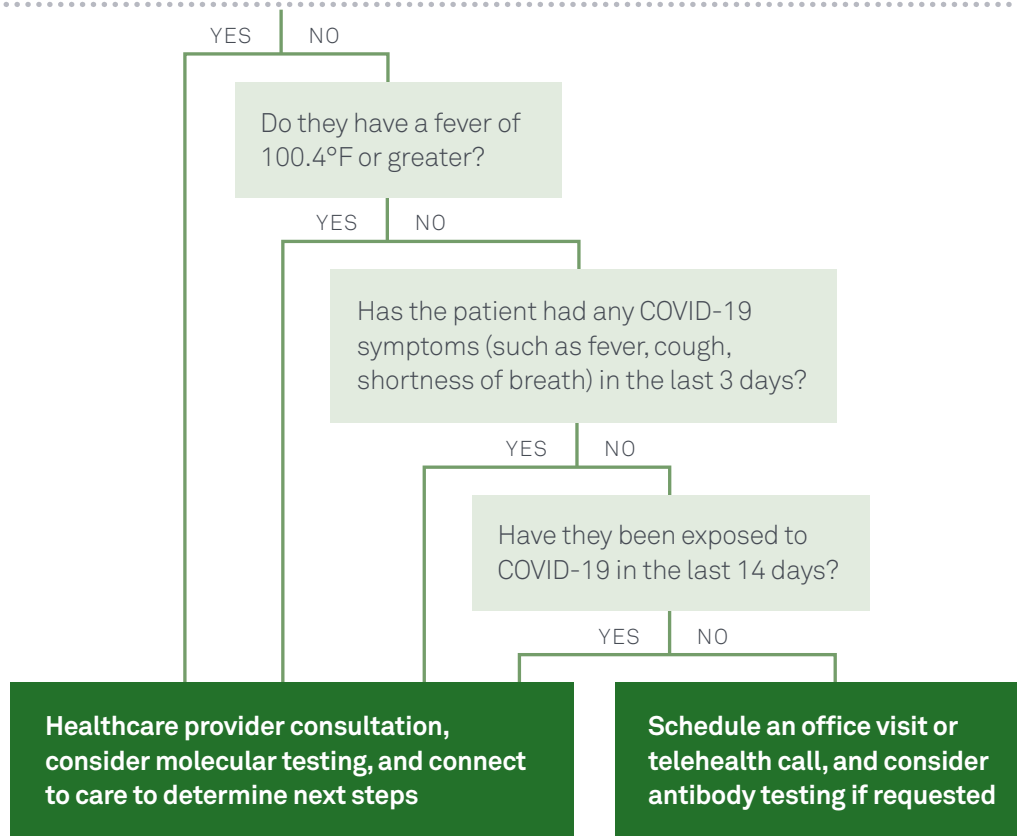 YES NO
Do they have a fever of
100.4°F or greater?
YES NO
Has the patient had any COVID-19
symptoms (such as fever, cough,
shortness of breath) in the last 3 days?
YES NO
Have they been exposed to
COVID-19 in the last 14 days?
YES NO
Healthcare provider consultation,
consider molecular testing, and connect
to care to determine next steps
Schedule an office visit or
telehealth call, and consider
antibody testing if requested